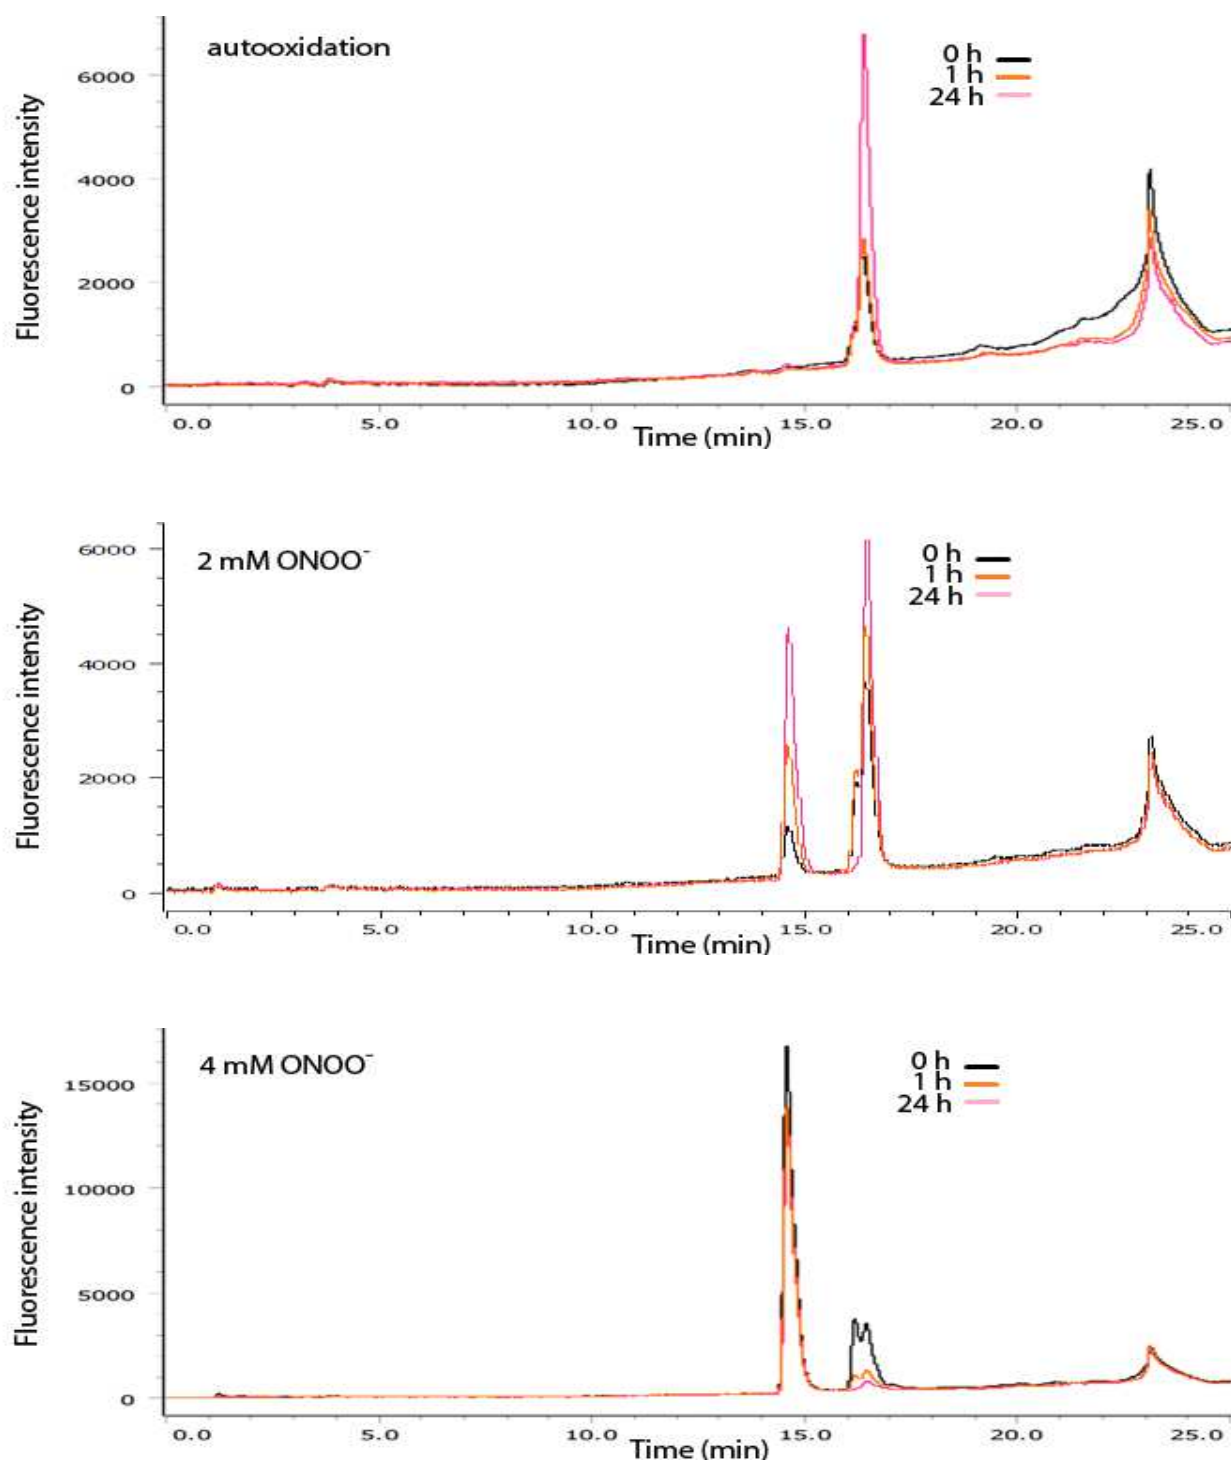 autooxidation
0 h
1 h
24 h
Fluorescence intensity
6000
4000
2000
0
0.0 5.0 10.0 15.0 20.0 25.0
Time (min)
2 mM ONOO⁻
0 h
1 h
24 h
Fluorescence intensity
6000
4000
2000
0
0.0 5.0 10.0 15.0 20.0 25.0
Time (min)
4 mM ONOO⁻
0 h
1 h
24 h
Fluorescence intensity
15000
10000
5000
0
0.0 5.0 10.0 15.0 20.0 25.0
Time (min)